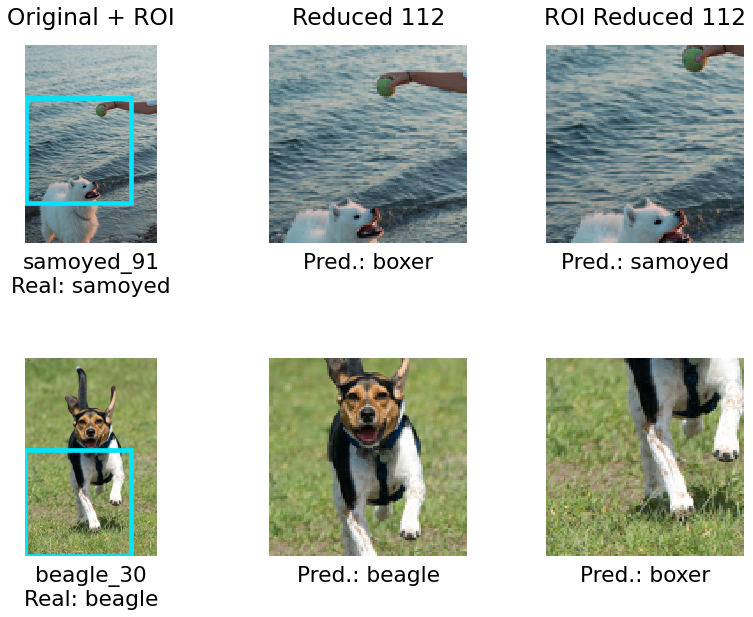 Original + ROI
Reduced 112
ROI Reduced 112
samoyed_91
Real: samoyed
Pred.: boxer
Pred.: samoyed
beagle_30
Real: beagle
Pred.: beagle
Pred.: boxer